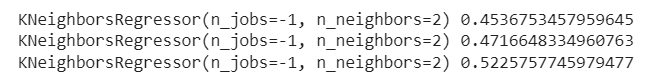 KNeighborsRegressor(n_jobs=-1, n_neighbors=2) 0.4536753457959645
KNeighborsRegressor(n_jobs=-1, n_neighbors=2) 0.4716648334960763
KNeighborsRegressor(n_jobs=-1, n_neighbors=2) 0.5225757745979477